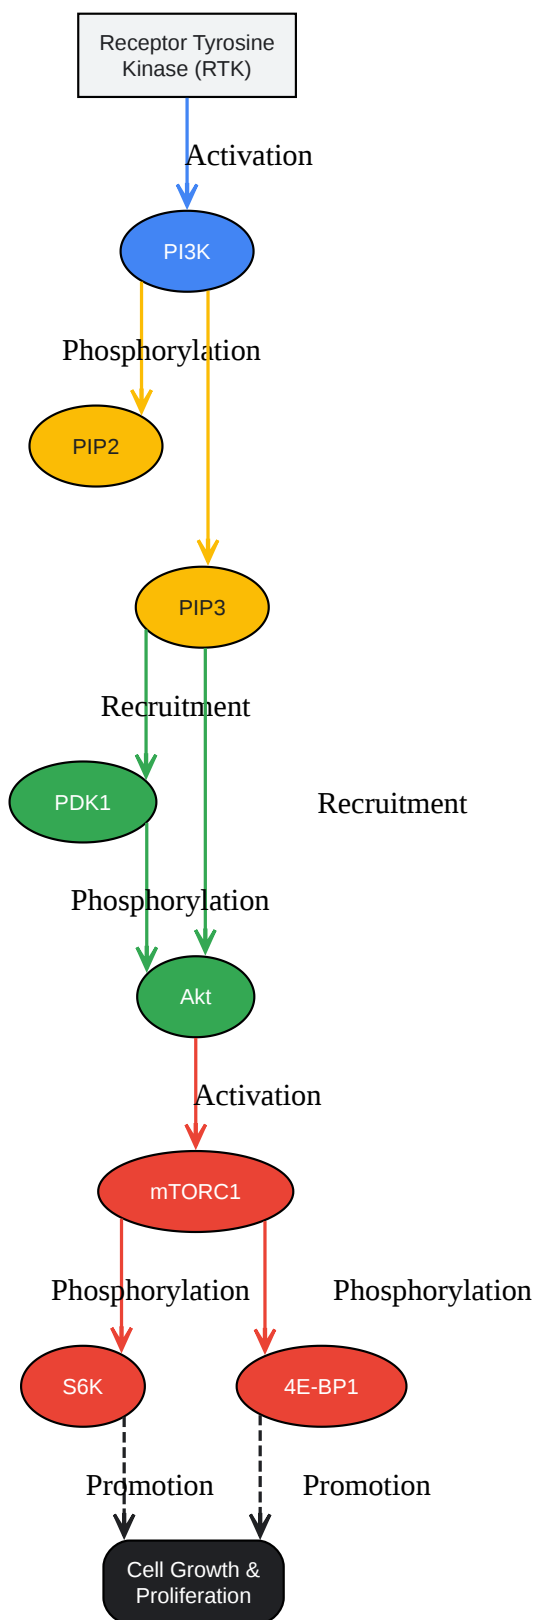 Receptor Tyrosine
Kinase (RTK)
Activation
PI3K
Phosphorylation
PIP2
PIP3
Recruitment
PDK1
Recruitment
Phosphorylation
Akt
Activation
mTORC1
Phosphorylation
Phosphorylation
S6K
4E-BP1
Promotion
Promotion
Cell Growth &
Proliferation